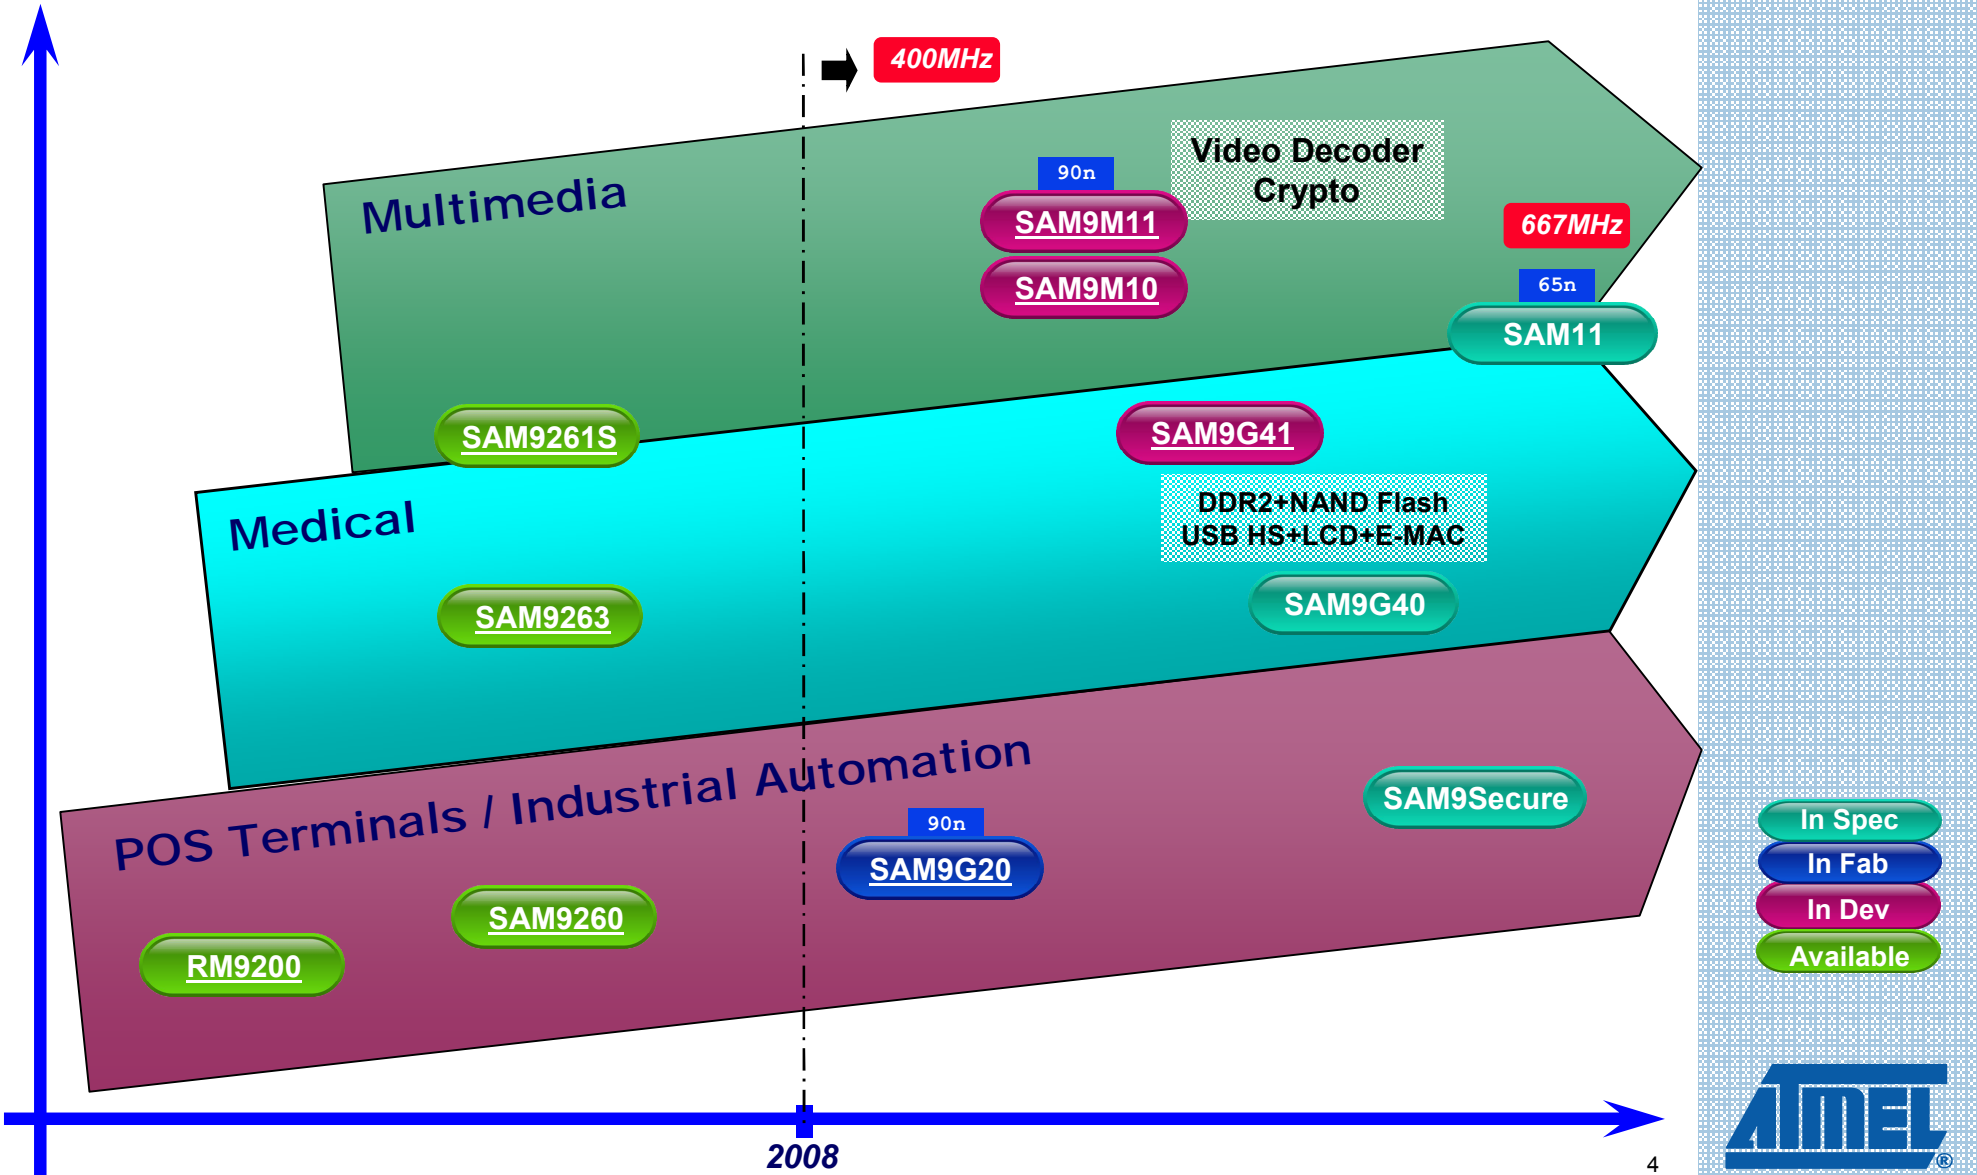 400MHz
Multimedia
Video Decoder
Crypto
90n
SAM9M11
SAM9M10
667MHz
65n
SAM11
SAM9261S
Medical
SAM9G41
DDR2+NAND Flash
USB HS+LCD+E-MAC
SAM9263
SAM9G40
POS Terminals / Industrial Automation
SAM9Secure
90n
SAM9G20
SAM9260
RM9200
In Spec
In Fab
In Dev
Available
2008
4
ATMEL
®